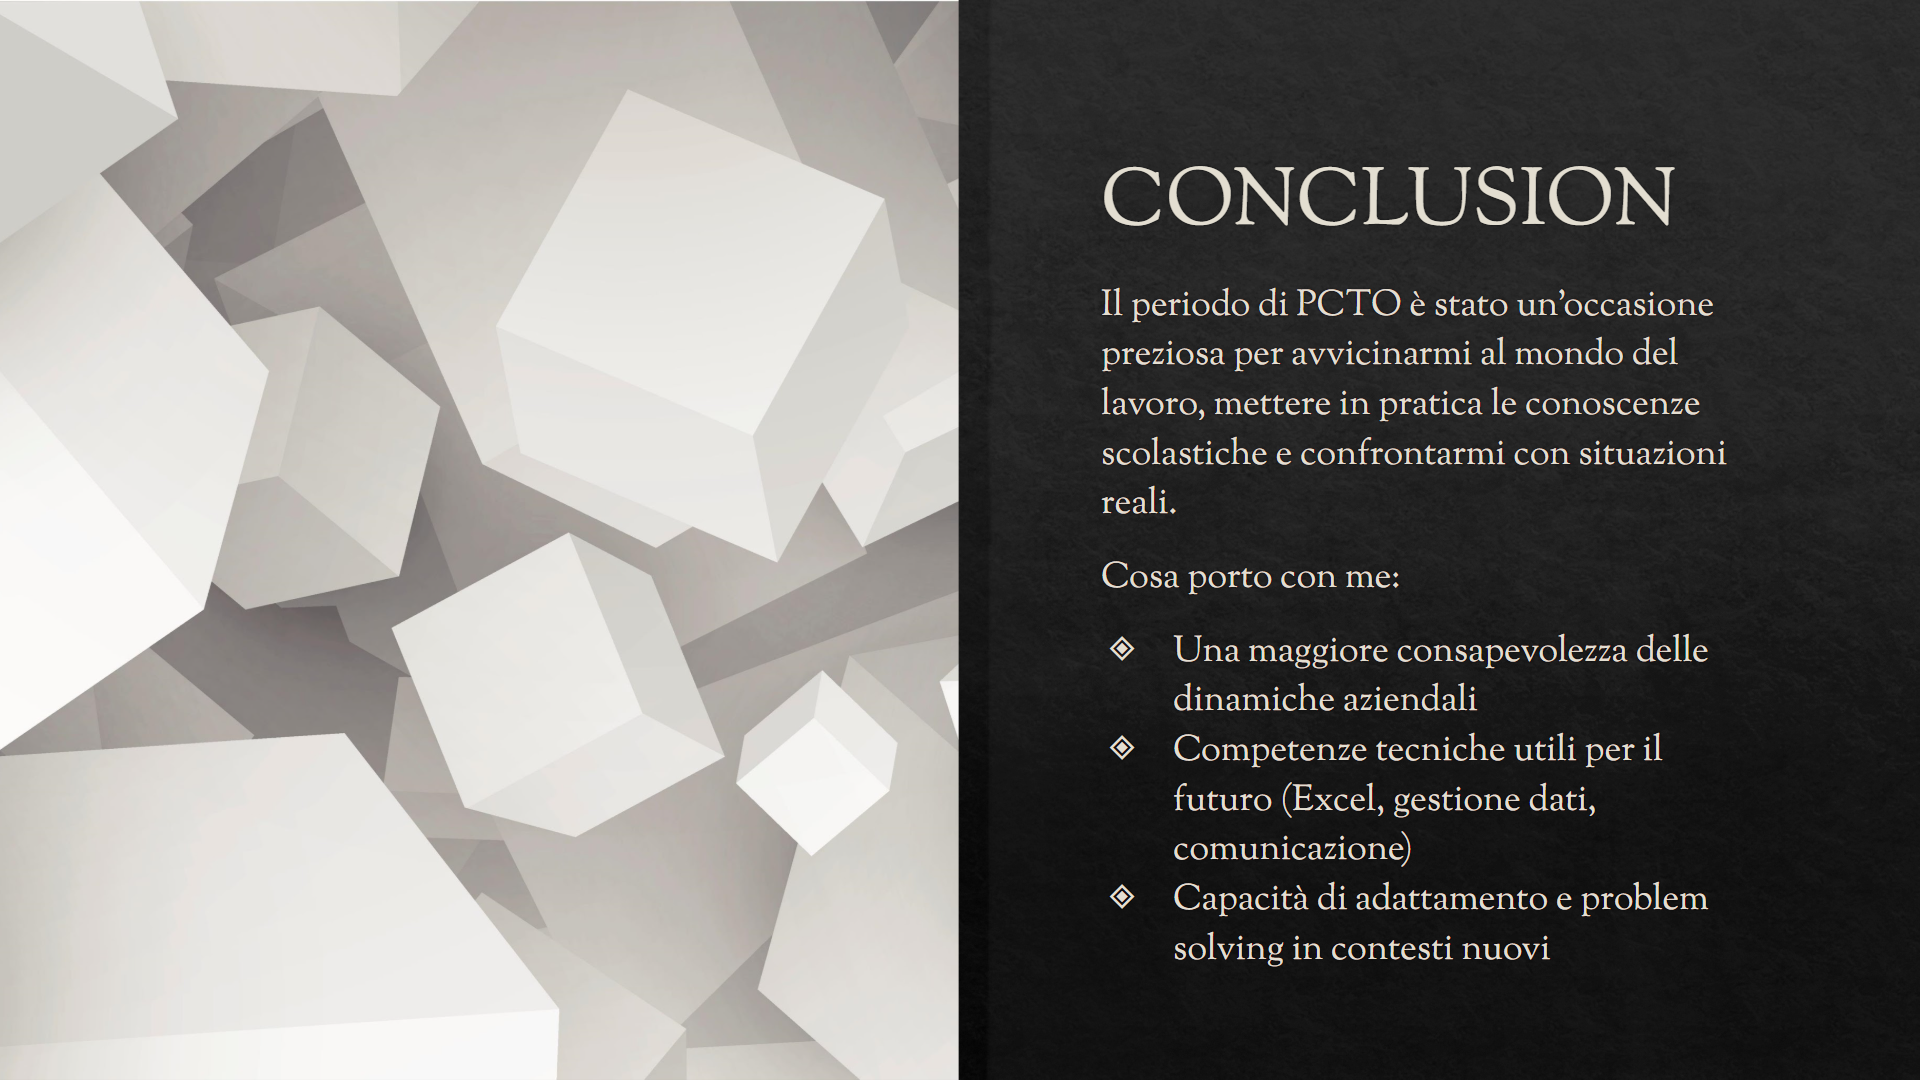 CONCLUSION
Il periodo di PCTO è stato un’occasione
preziosa per avvicinarmi al mondo del
lavoro, mettere in pratica le conoscenze
scolastiche e confrontarmi con situazioni
reali.
Cosa porto con me:
Una maggiore consapevolezza delle
dinamiche aziendali
Competenze tecniche utili per il
futuro (Excel, gestione dati,
comunicazione)
Capacità di adattamento e problem
solving in contesti nuovi